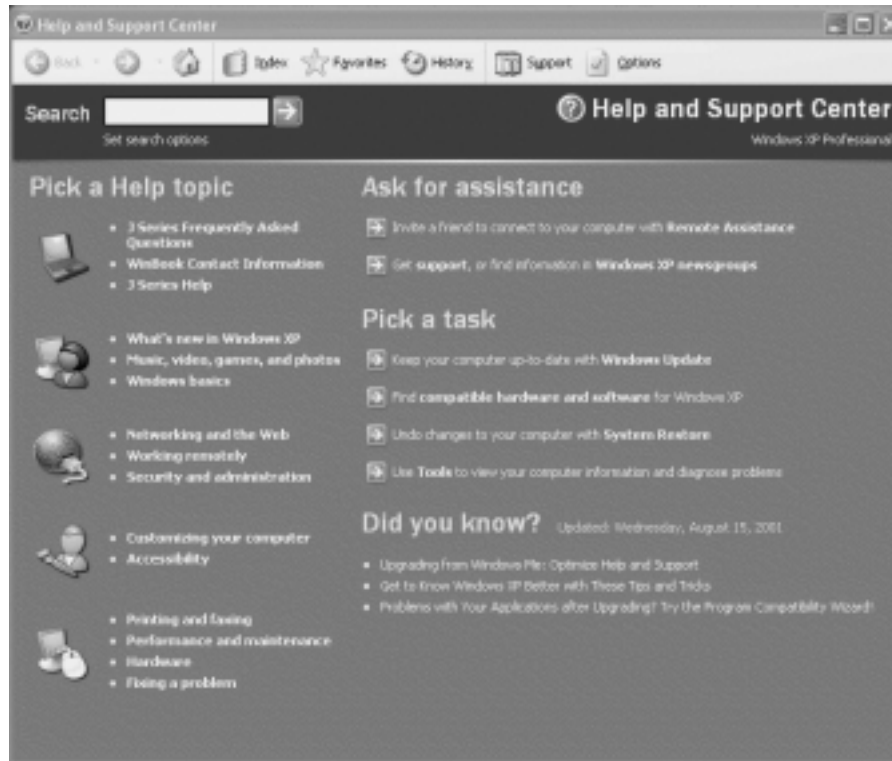 Help and Support Center
Back
Index
Favorites
History
Support
Options
Search
Set search options
Help and Support Center
Windows XP Professional
Pick a Help topic
J Series Frequently Asked
Questions
WinBook Contact Information
J Series Help
What's new in Windows XP
Music, video, games, and photos
Windows basics
Networking and the Web
Working remotely
Security and administration
Customizing your computer
Accessibility
Printing and faxing
Performance and maintenance
Hardware
Fixing a problem
Ask for assistance
Invite a friend to connect to your computer with Remote Assistance
Get support, or find information in Windows XP newsgroups
Pick a task
Keep your computer up-to-date with Windows Update
Find compatible hardware and software for Windows XP
Undo changes to your computer with System Restore
Use Tools to view your computer information and diagnose problems
Did you know? Updated: Wednesday, August 15, 2001
Upgrading from Windows Me: Optimize Help and Support
Get to Know Windows XP Better with These Tips and Tricks
Problems with Your Applications after Upgrading? Try the Program Compatibility Wizard!